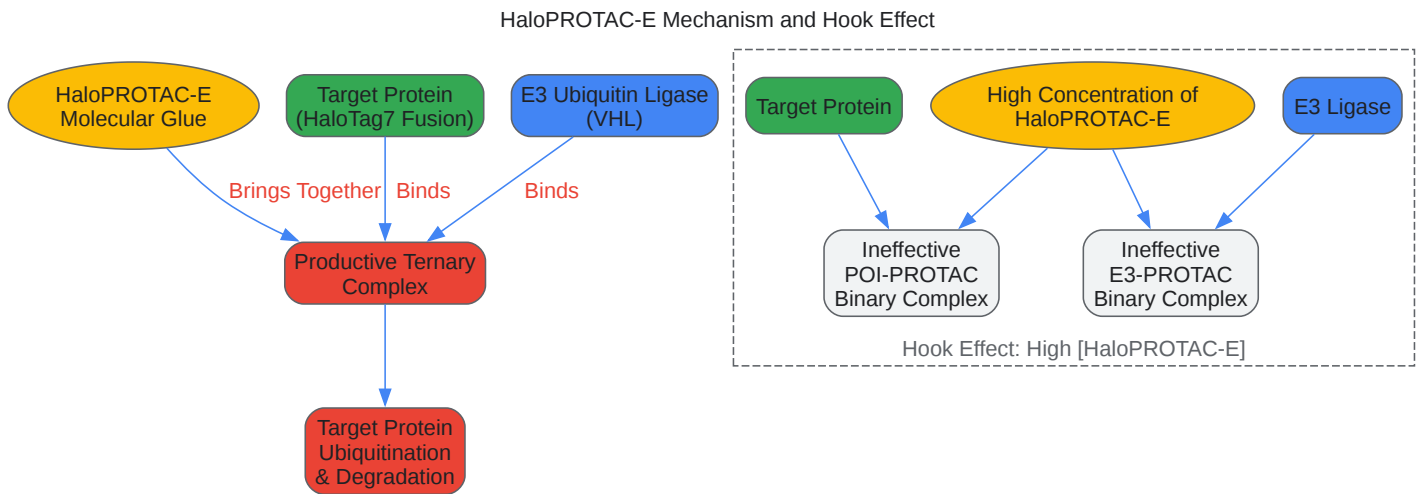 HaloPROTAC-E Mechanism and Hook Effect
HaloPROTAC-E
Molecular Glue
Target Protein
(HaloTag7 Fusion)
E3 Ubiquitin Ligase
(VHL)
Brings Together
Binds
Binds
Productive Ternary
Complex
Target Protein
Ubiquitination
& Degradation
Target Protein
High Concentration of
HaloPROTAC-E
E3 Ligase
Ineffective
POI-PROTAC
Binary Complex
Ineffective
E3-PROTAC
Binary Complex
Hook Effect: High [HaloPROTAC-E]